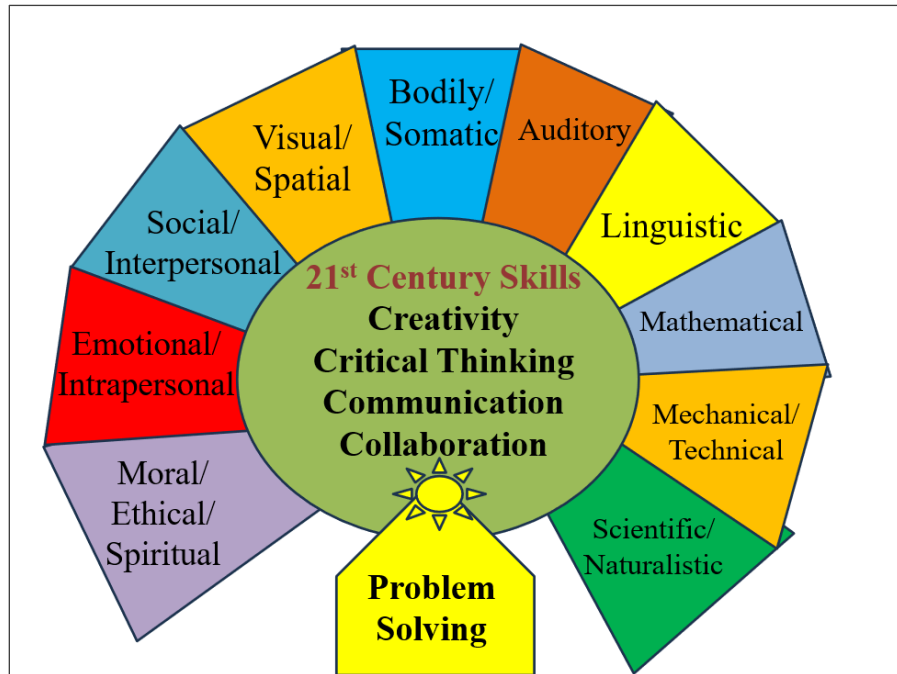 Bodily/
Somatic
Auditory
Visual/
Spatial
Linguistic
Social/
Interpersonal
21st Century Skills
Creativity
Critical Thinking
Communication
Collaboration
Mathematical
Emotional/
Intrapersonal
Mechanical/
Technical
Moral/
Ethical/
Spiritual
Scientific/
Naturalistic
Problem
Solving